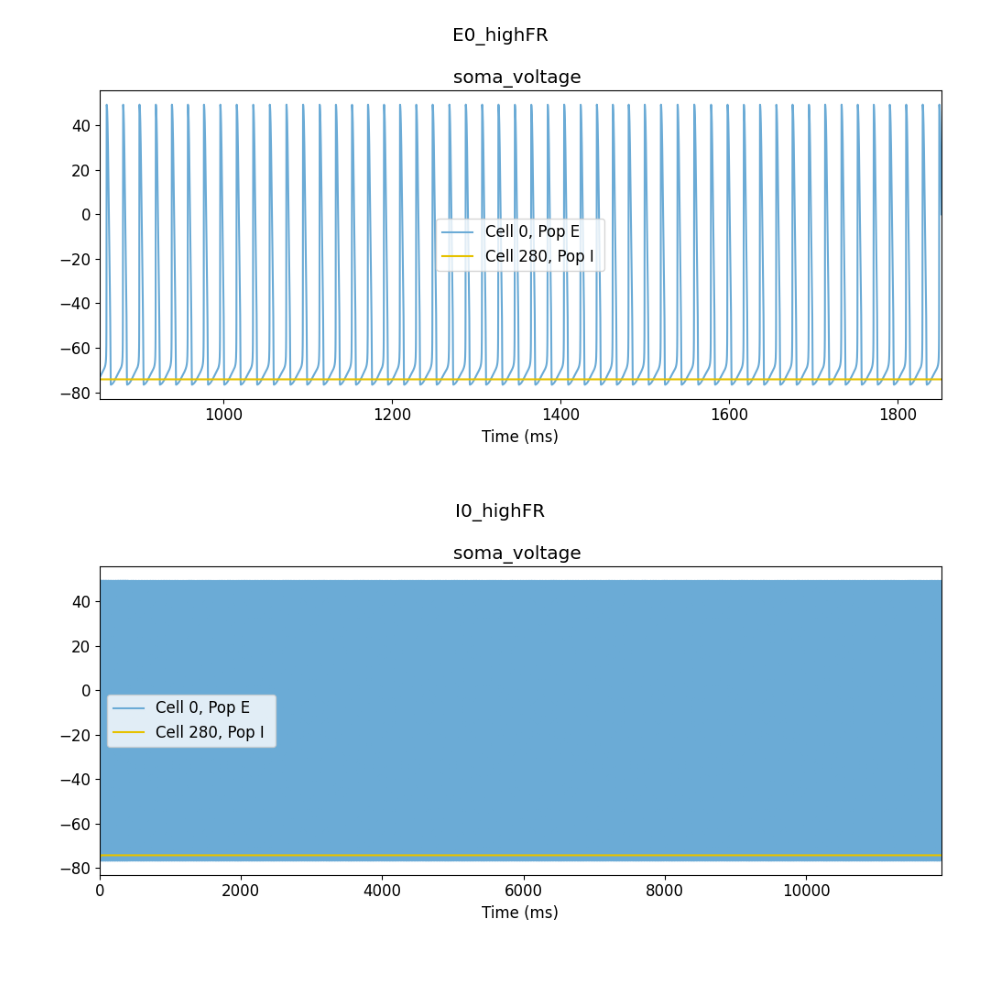 E0_highFR
soma_voltage
40
20
0
−20
−40
−60
−80
Cell 0, Pop E
Cell 280, Pop I
1000 1200 1400 1600 1800
Time (ms)
I0_highFR
soma_voltage
40
20
0
−20
−40
−60
−80
Cell 0, Pop E
Cell 280, Pop I
0 2000 4000 6000 8000 10000
Time (ms)